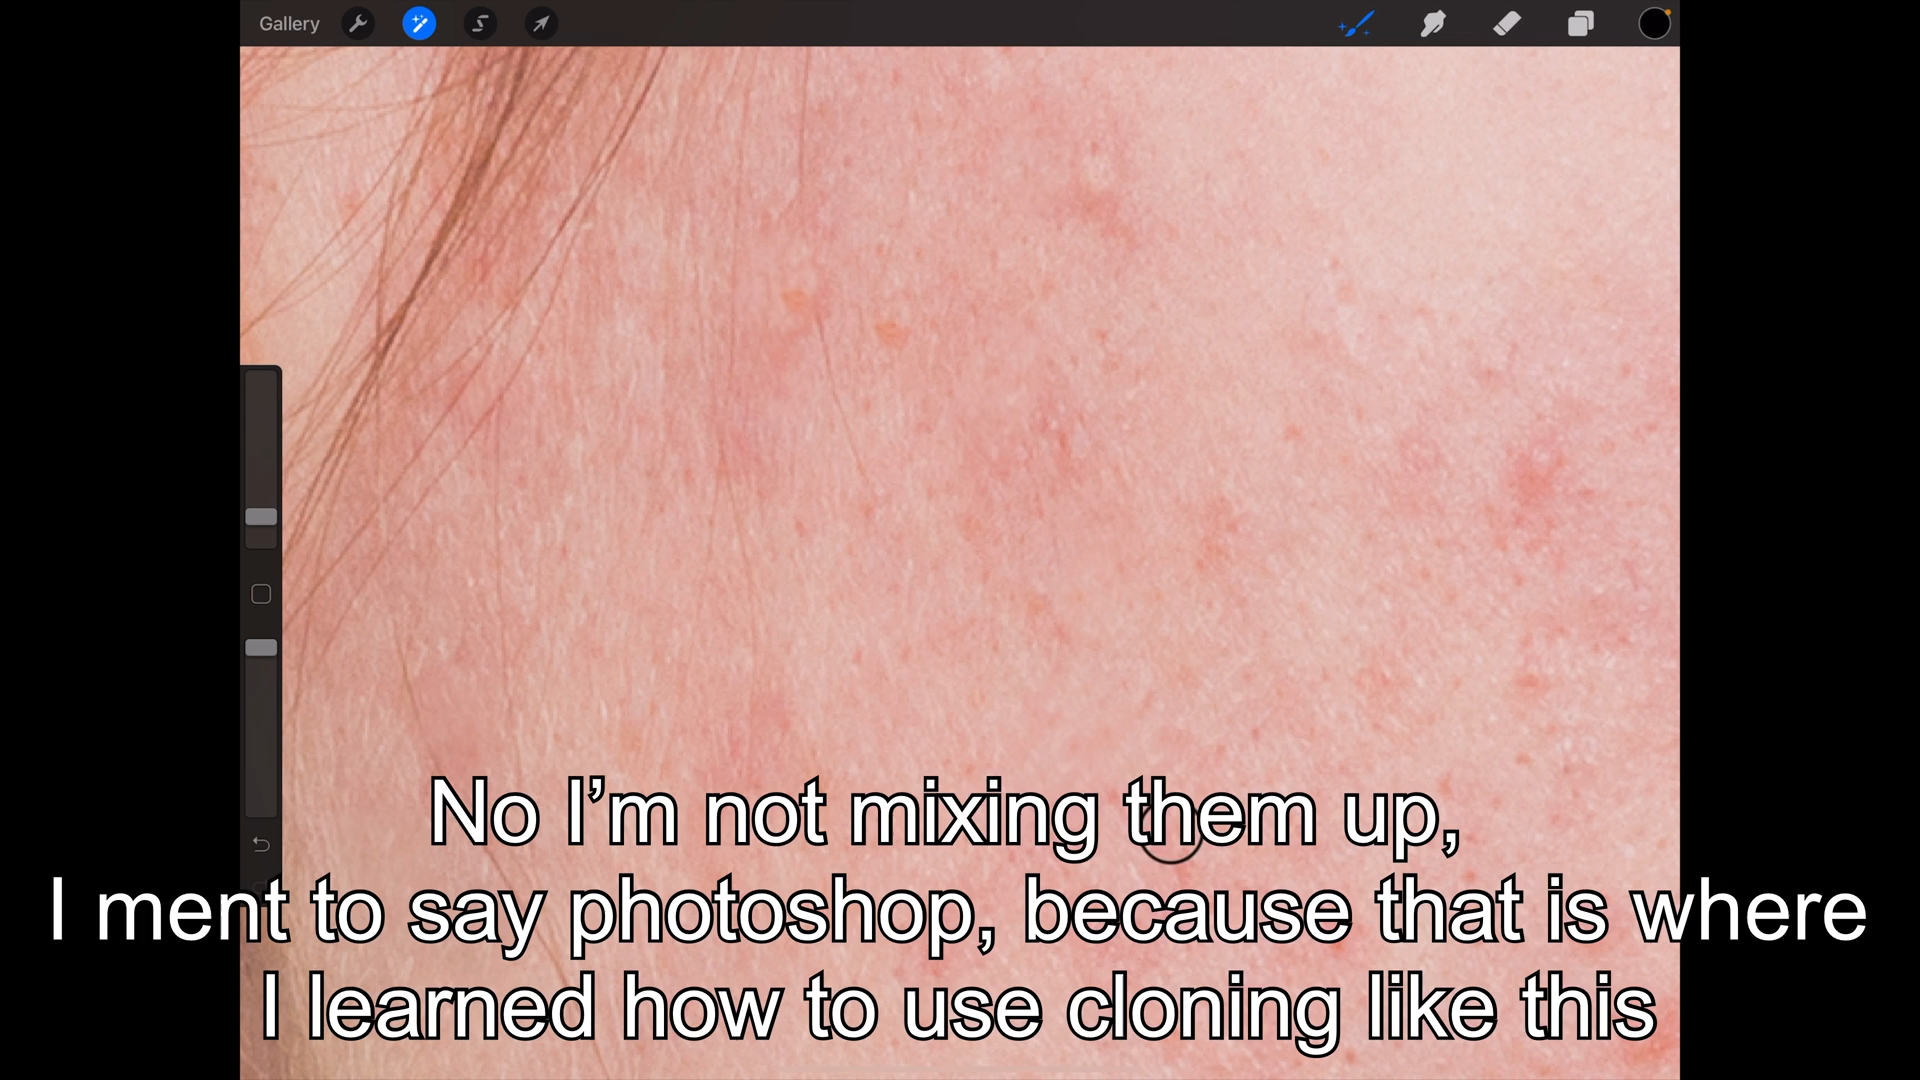 Gallery
No I’m not mixing them up,
I ment to say photoshop, because that is where
I learned how to use cloning like this